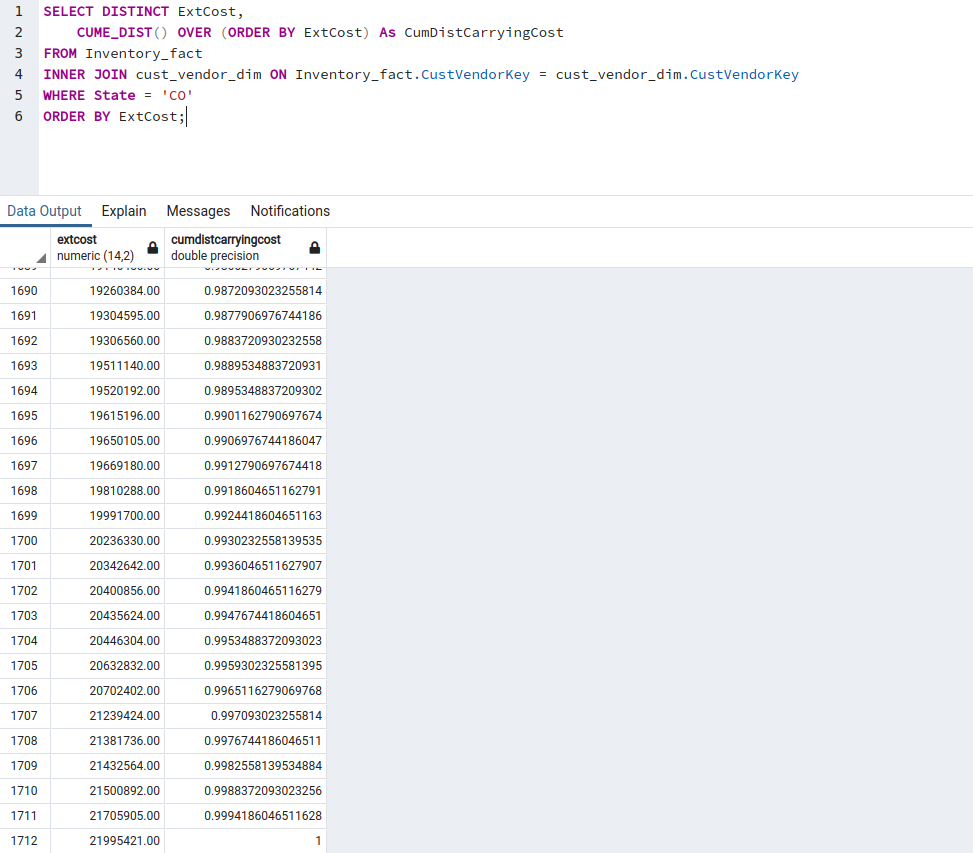 1 SELECT DISTINCT ExtCost,
2 CUME_DIST() OVER (ORDER BY ExtCost) As CumDistCarryingCost
3 FROM Inventory_fact
4 INNER JOIN cust_vendor_dim ON Inventory_fact.CustVendorKey = cust_vendor_dim.CustVendorKey
5 WHERE State = 'CO'
6 ORDER BY ExtCost;
Data Output Explain Messages Notifications
extcost cumdistcarryingcost
numeric (14,2) double precision
1690 19260384.00 0.9872093023255814
1691 19304595.00 0.9877906976744186
1692 19306560.00 0.9883720930232558
1693 19511140.00 0.9889534883720931
1694 19520192.00 0.9895348837209302
1695 19615196.00 0.9901162790697674
1696 19650105.00 0.9906976744186047
1697 19669180.00 0.9912790697674418
1698 19810288.00 0.9918604651162791
1699 19991700.00 0.9924418604651163
1700 20236330.00 0.9930232558139535
1701 20342642.00 0.9936046511627907
1702 20400856.00 0.9941860465116279
1703 20435624.00 0.9947674418604651
1704 20446304.00 0.9953488372093023
1705 20632832.00 0.9959302325581395
1706 20702402.00 0.9965116279069768
1707 21239424.00 0.997093023255814
1708 21381736.00 0.9976744186046511
1709 21432564.00 0.9982558139534884
1710 21500892.00 0.9988372093023256
1711 21705905.00 0.9994186046511628
1712 21995421.00 1